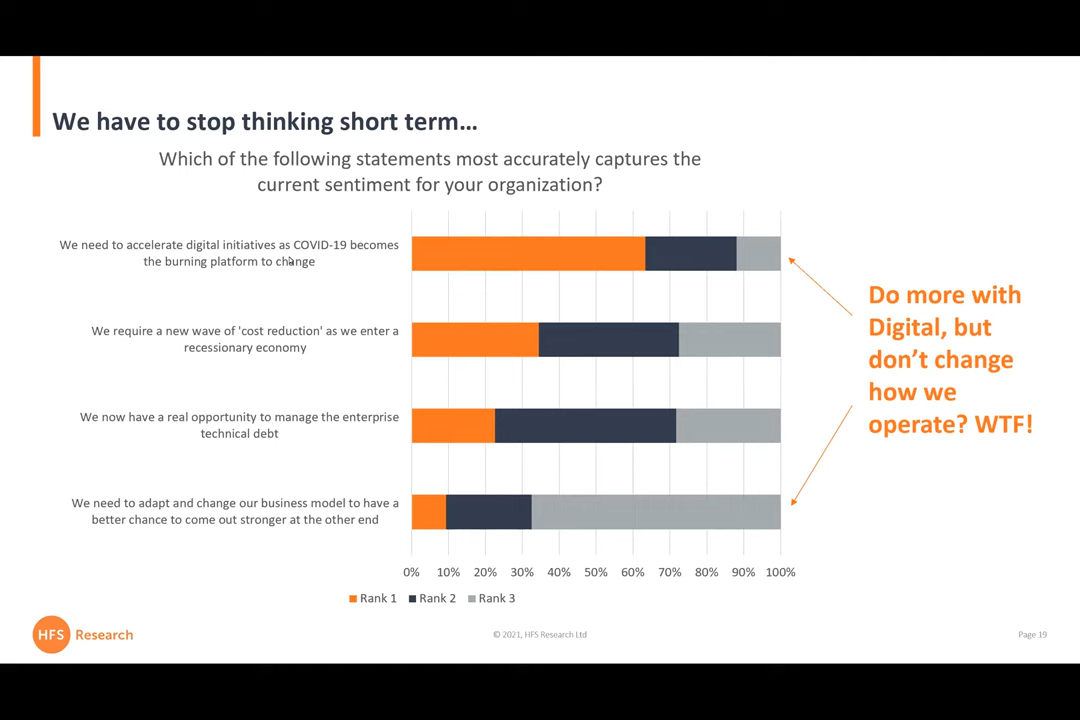 We have to stop thinking short term…
Which of the following statements most accurately captures the
current sentiment for your organization?
We need to accelerate digital initiatives as COVID-19 becomes
the burning platform to change
We require a new wave of 'cost reduction' as we enter a
recessionary economy
We now have a real opportunity to manage the enterprise
technical debt
We need to adapt and change our business model to have a
better chance to come out stronger at the other end
0% 10% 20% 30% 40% 50% 60% 70% 80% 90% 100%
Rank 1 Rank 2 Rank 3
Do more with
Digital, but
don’t change
how we
operate? WTF!
HFS Research
© 2021, HFS Research Ltd
Page 19